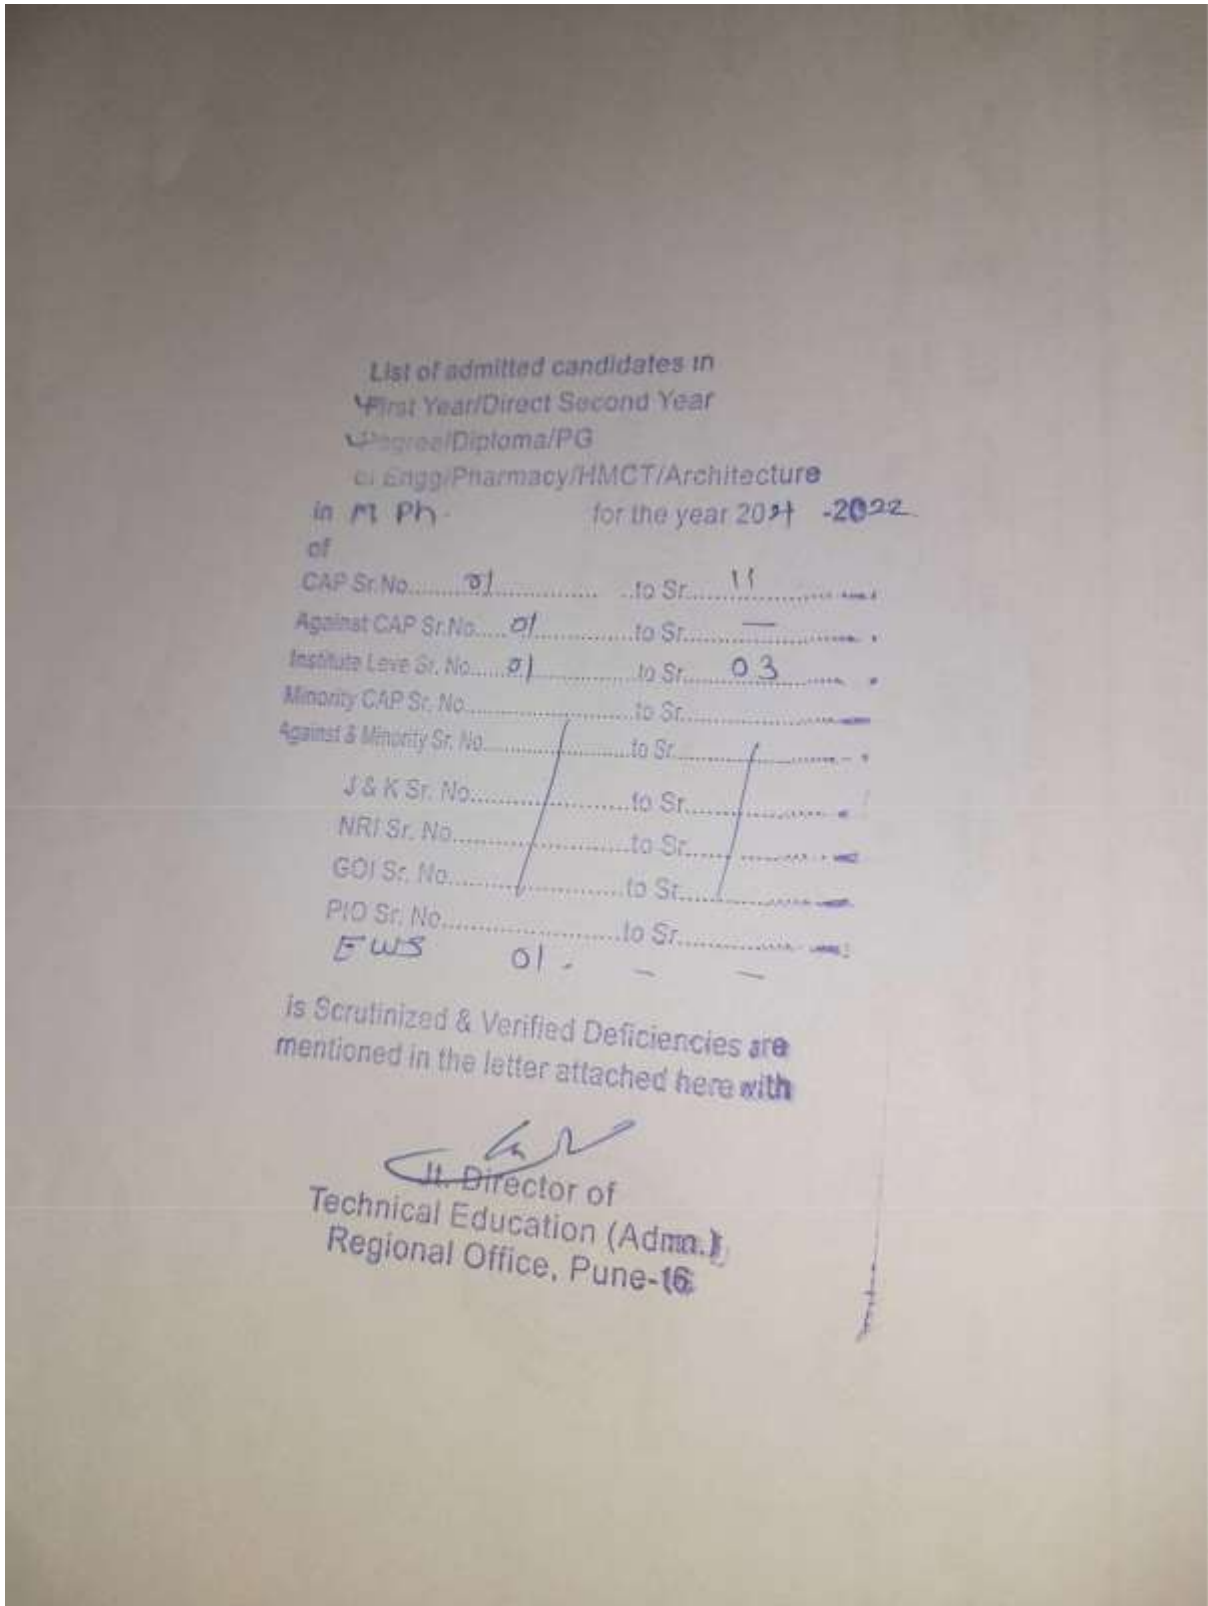 List of admitted candidates in
First Year/Direct Second Year
Degree/Diploma/PG
of Engg/Pharmacy/HMCT/Architecture
in M Ph. for the year 2021 -2022
of
CAP Sr.No.....01.......... ..to Sr.....11..........
Against CAP Sr.No.....01..........to Sr.....—..........
Institute Leve Sr. No.....01..........to Sr.....03..........
Minority CAP Sr. No....................to Sr....................
Against & Minority Sr. No....................to Sr....................
J & K Sr. No....................to Sr....................
NRI Sr. No....................to Sr....................
GOI Sr. No....................to Sr....................
PIO Sr. No....................to Sr....................
EWS 01. – –
is Scrutinized & Verified Deficiencies are
mentioned in the letter attached here with
Jt. Director of
Technical Education (Admn.)
Regional Office, Pune-16